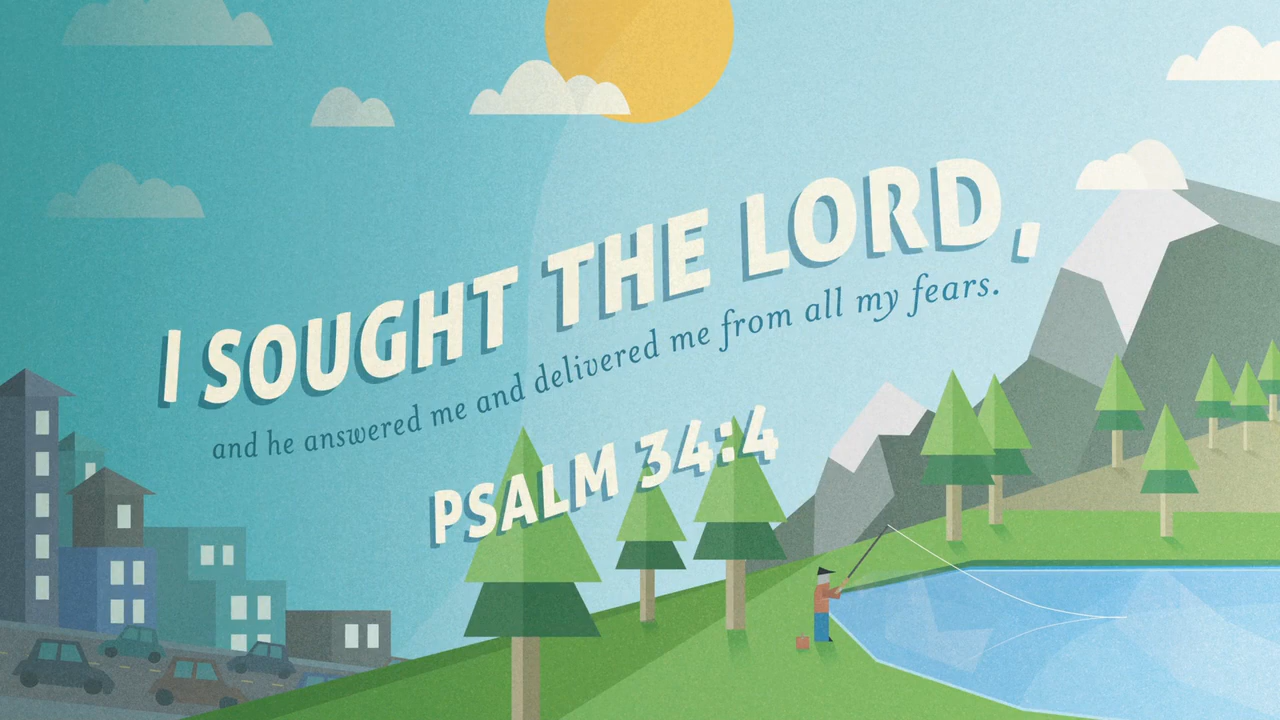 I SOUGHT THE LORD,
and he answered me and delivered me from all my fears.
PSALM 34:4